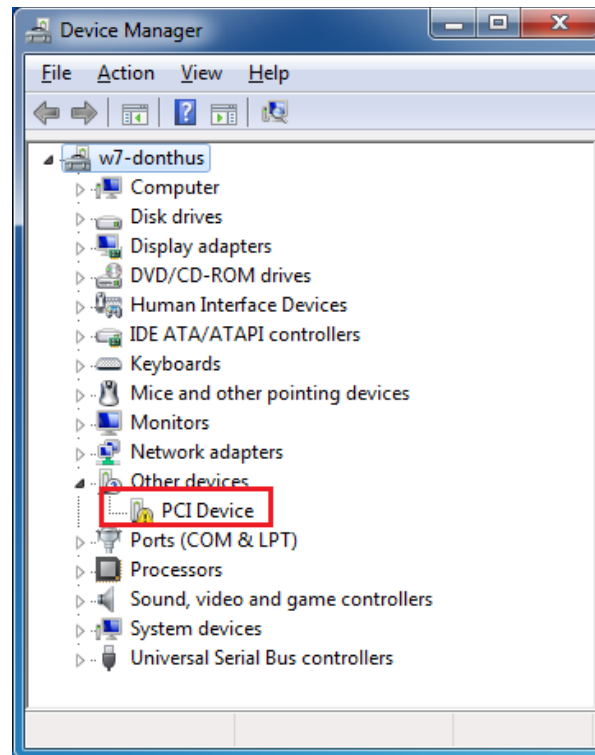 Device Manager
File Action View Help
w7-donthus
Computer
Disk drives
Display adapters
DVD/CD-ROM drives
Human Interface Devices
IDE ATA/ATAPI controllers
Keyboards
Mice and other pointing devices
Monitors
Network adapters
Other devices
PCI Device
Ports (COM & LPT)
Processors
Sound, video and game controllers
System devices
Universal Serial Bus controllers